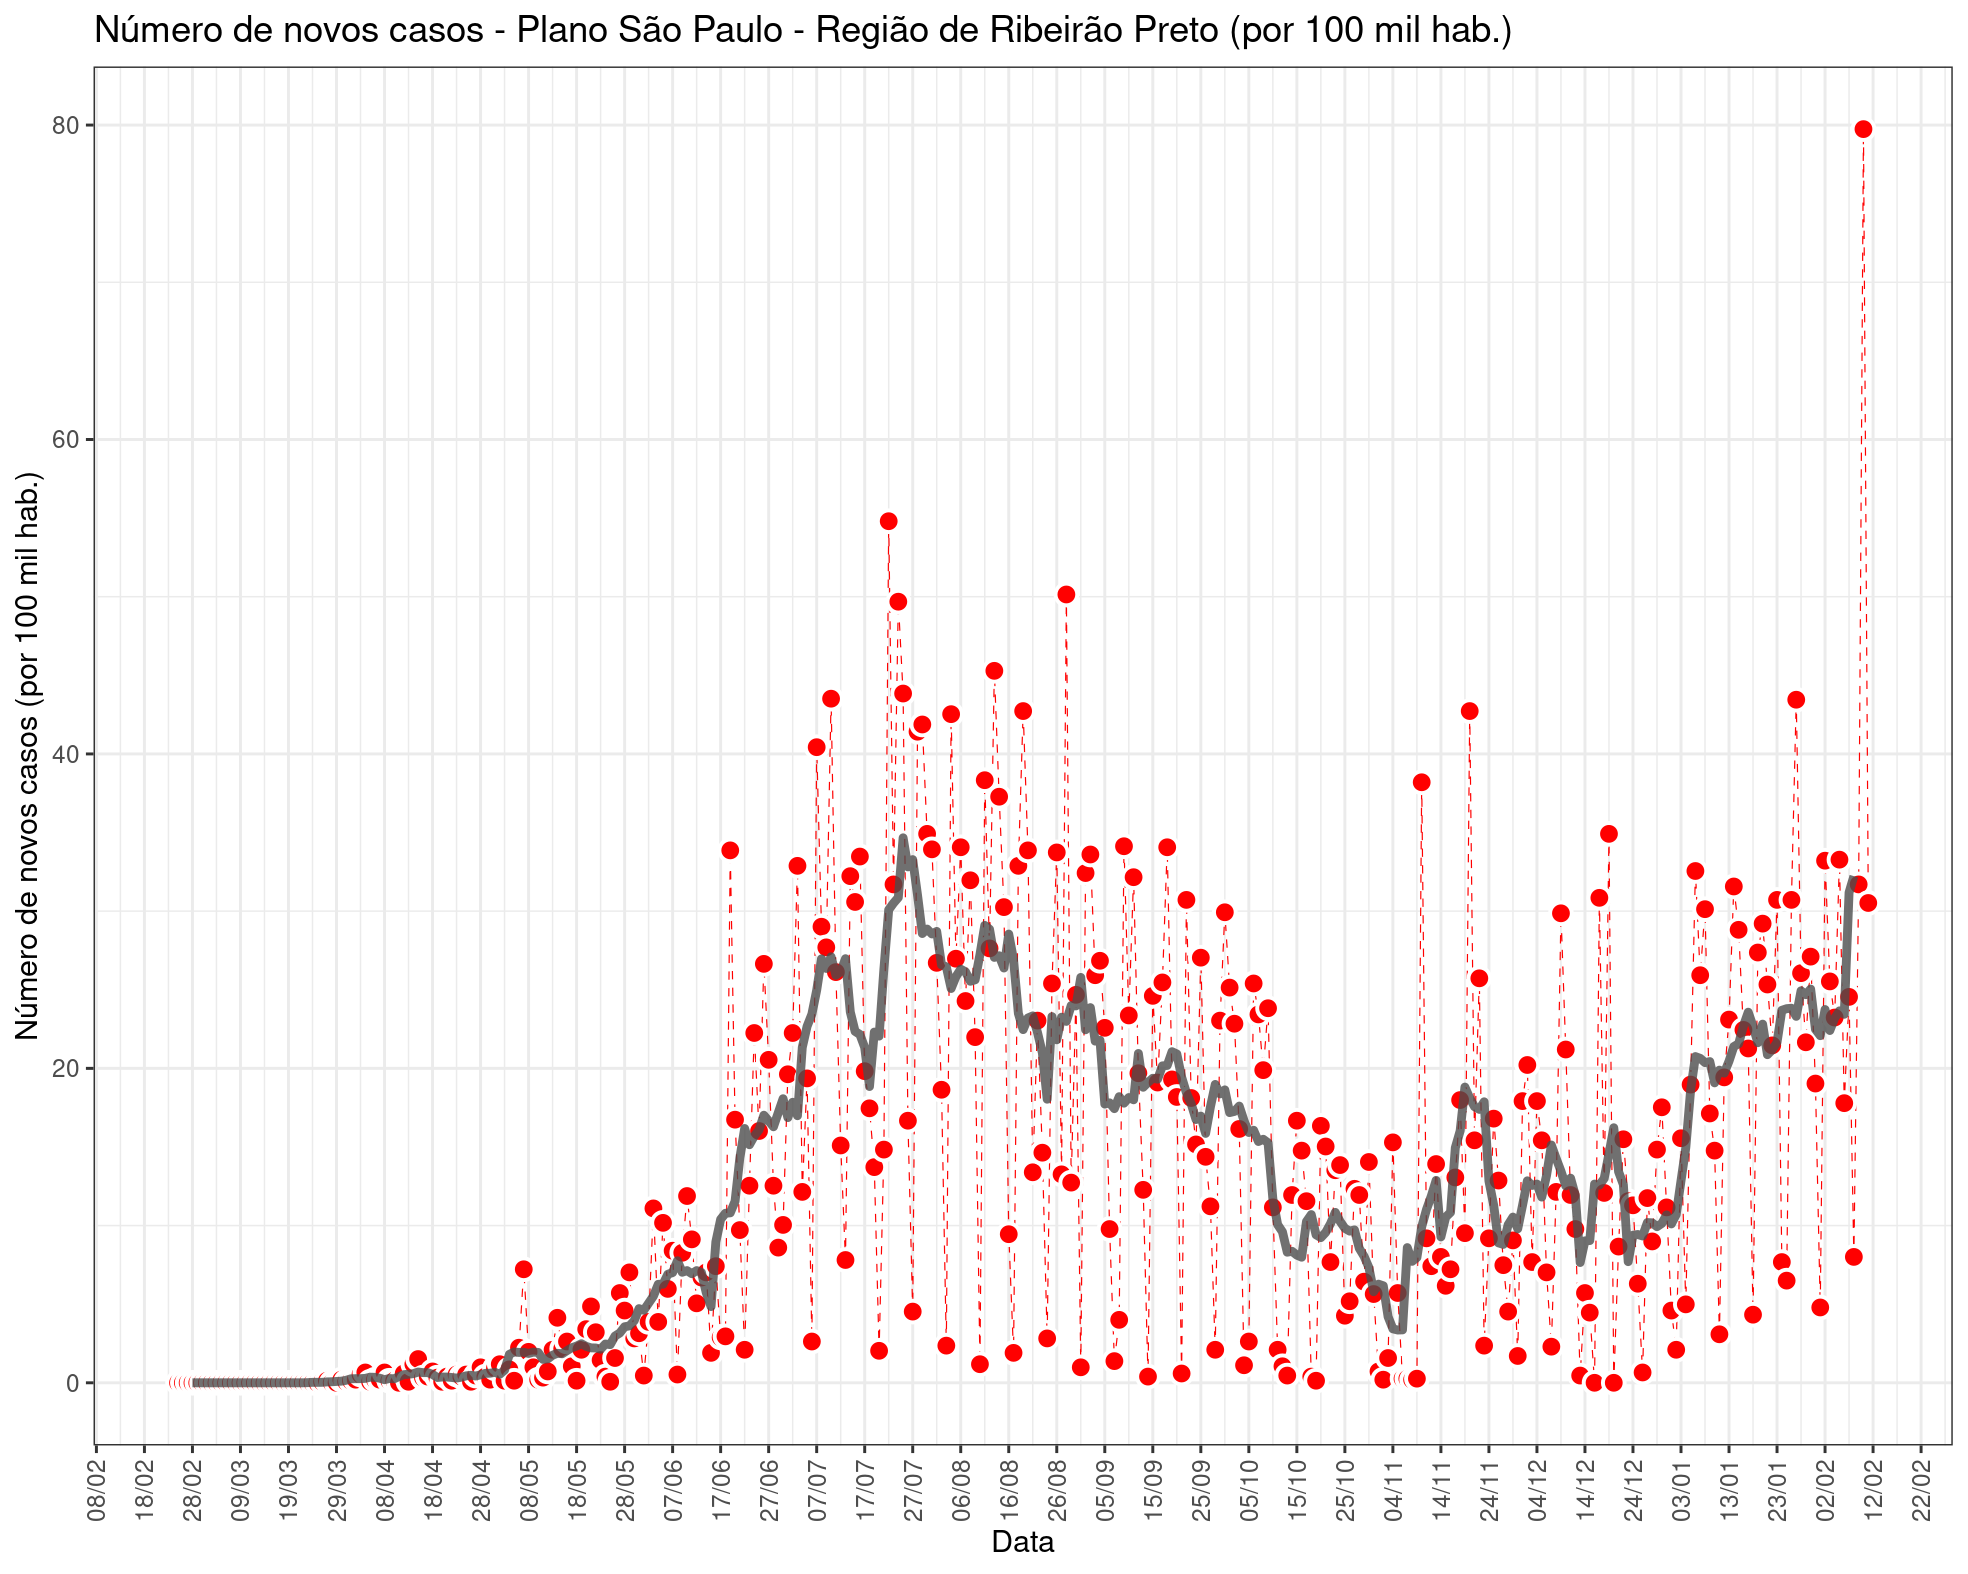 Número de novos casos - Plano São Paulo - Região de Ribeirão Preto (por 100 mil hab.)
Número de novos casos (por 100 mil hab.)
80
60
40
20
0
08/02 18/02 28/02 09/03 19/03 29/03 08/04 18/04 28/04 08/05 18/05 28/05 07/06 17/06 27/06 07/07 17/07 27/07 06/08 16/08 26/08 05/09 15/09 25/09 05/10 15/10 25/10 04/11 14/11 24/11 04/12 14/12 24/12 03/01 13/01 23/01 02/02 12/02 22/02
Data